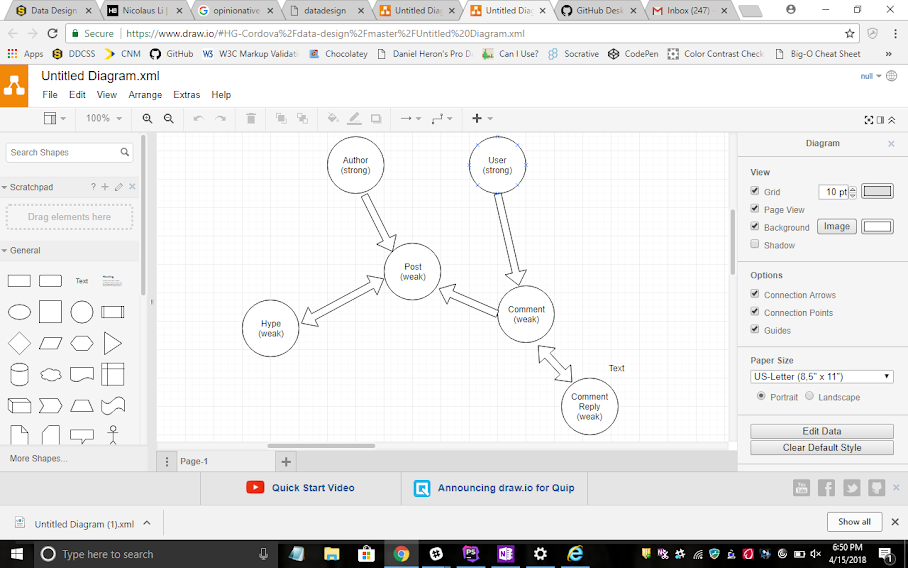 Data Design
Nicolaus Li |
opinionative
datadesign
Untitled Diag
Untitled Dia
GitHub Desk
Inbox (247)
Secure
https://www.draw.io/#HG-Cordova%2Fdata-design%2Fmaster%2FUntitled%20Diagram.xml
Apps
DDCSS
CNM
GitHub
W3C Markup Validat
Chocolatey
Daniel Heron's Pro D
Can I Use?
Socrative
CodePen
Color Contrast Check
Big-O Cheat Sheet
Untitled Diagram.xml
null
File Edit View Arrange Extras Help
100%
Search Shapes
Scratchpad
?
Drag elements here
General
Text
More Shapes...
Author
(strong)
User
(strong)
Post
(weak)
Hype
(weak)
Comment
(weak)
Text
Comment
Reply
(weak)
Page-1
Diagram
View
Grid
10 pt
Page View
Background
Image
Shadow
Options
Connection Arrows
Connection Points
Guides
Paper Size
US-Letter (8,5" x 11")
Portrait
Landscape
Edit Data
Clear Default Style
Quick Start Video
Announcing draw.io for Quip
Untitled Diagram (1).xml
Show all
Type here to search
6:50 PM
4/15/2018